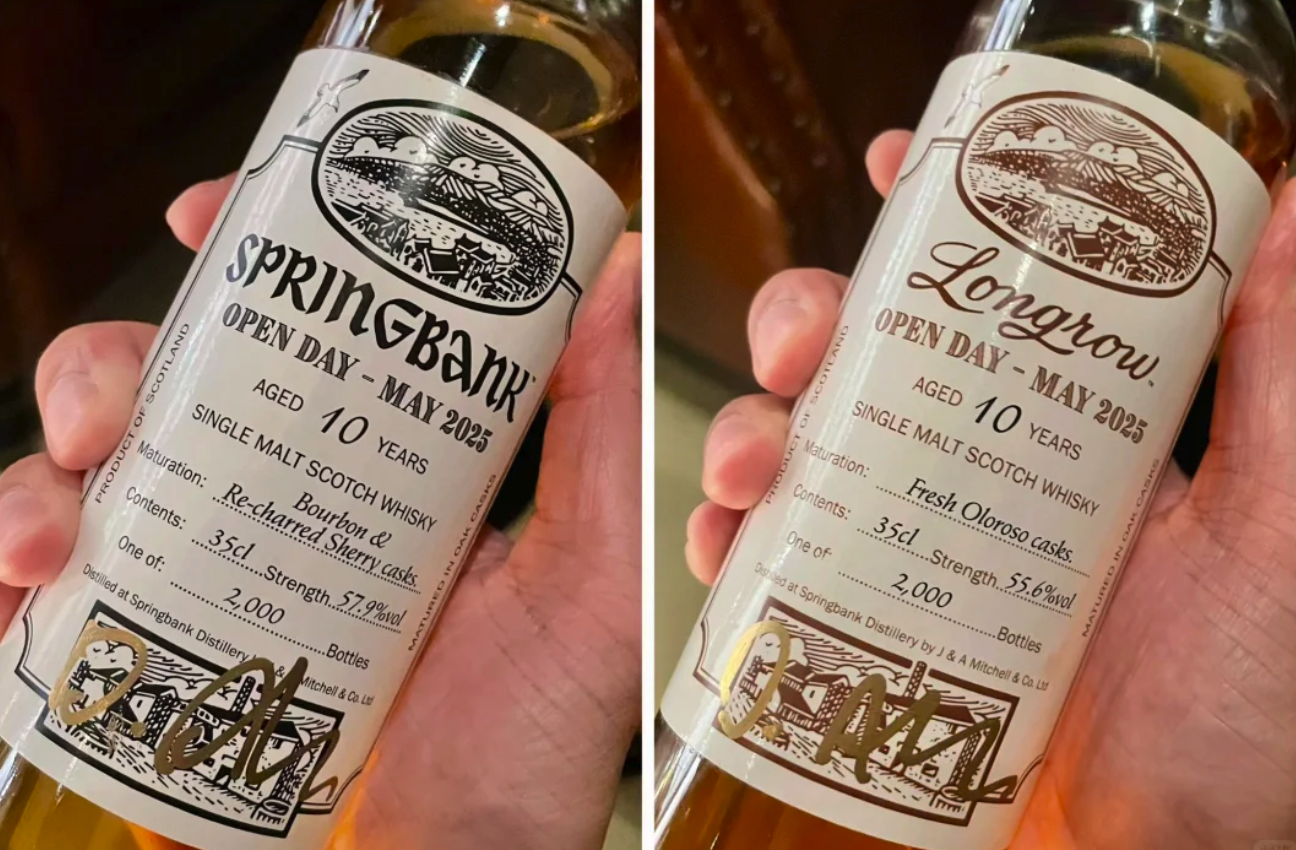 SPRINGBANK
OPEN DAY – MAY 2025
AGED 10 YEARS
SINGLE MALT SCOTCH WHISKY
Maturation: Bourbon &
Re-charred Sherry casks.
Contents: 35cl Strength 57.9%vol
One of: 2,000 Bottles
Distilled at Springbank Distillery & Mitchell & Co. Ltd
PRODUCT OF SCOTLAND
MATURED IN OAK CASKS
Longrow
OPEN DAY – MAY 2025
AGED 10 YEARS
SINGLE MALT SCOTCH WHISKY
Maturation: Fresh Oloroso casks.
Contents: 35cl Strength 55.6%vol
One of: 2,000 Bottles
Distilled at Springbank Distillery by J & A Mitchell & Co. Ltd
PRODUCT OF SCOTLAND
MATURED IN OAK CASKS